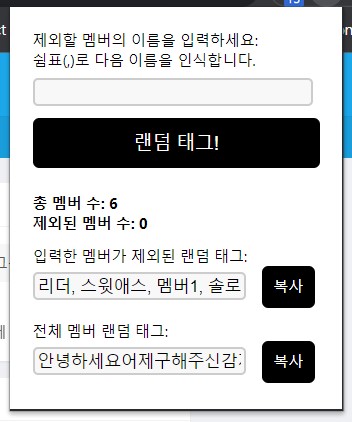 제외할 멤버의 이름을 입력하세요:
쉼표(,)로 다음 이름을 인식합니다.
랜덤 태그!
총 멤버 수: 6
제외된 멤버 수: 0
입력한 멤버가 제외된 랜덤 태그:
리더, 스윗애스, 멤버1, 솔로
복사
전체 멤버 랜덤 태그:
안녕하세요어제구해주신감
복사